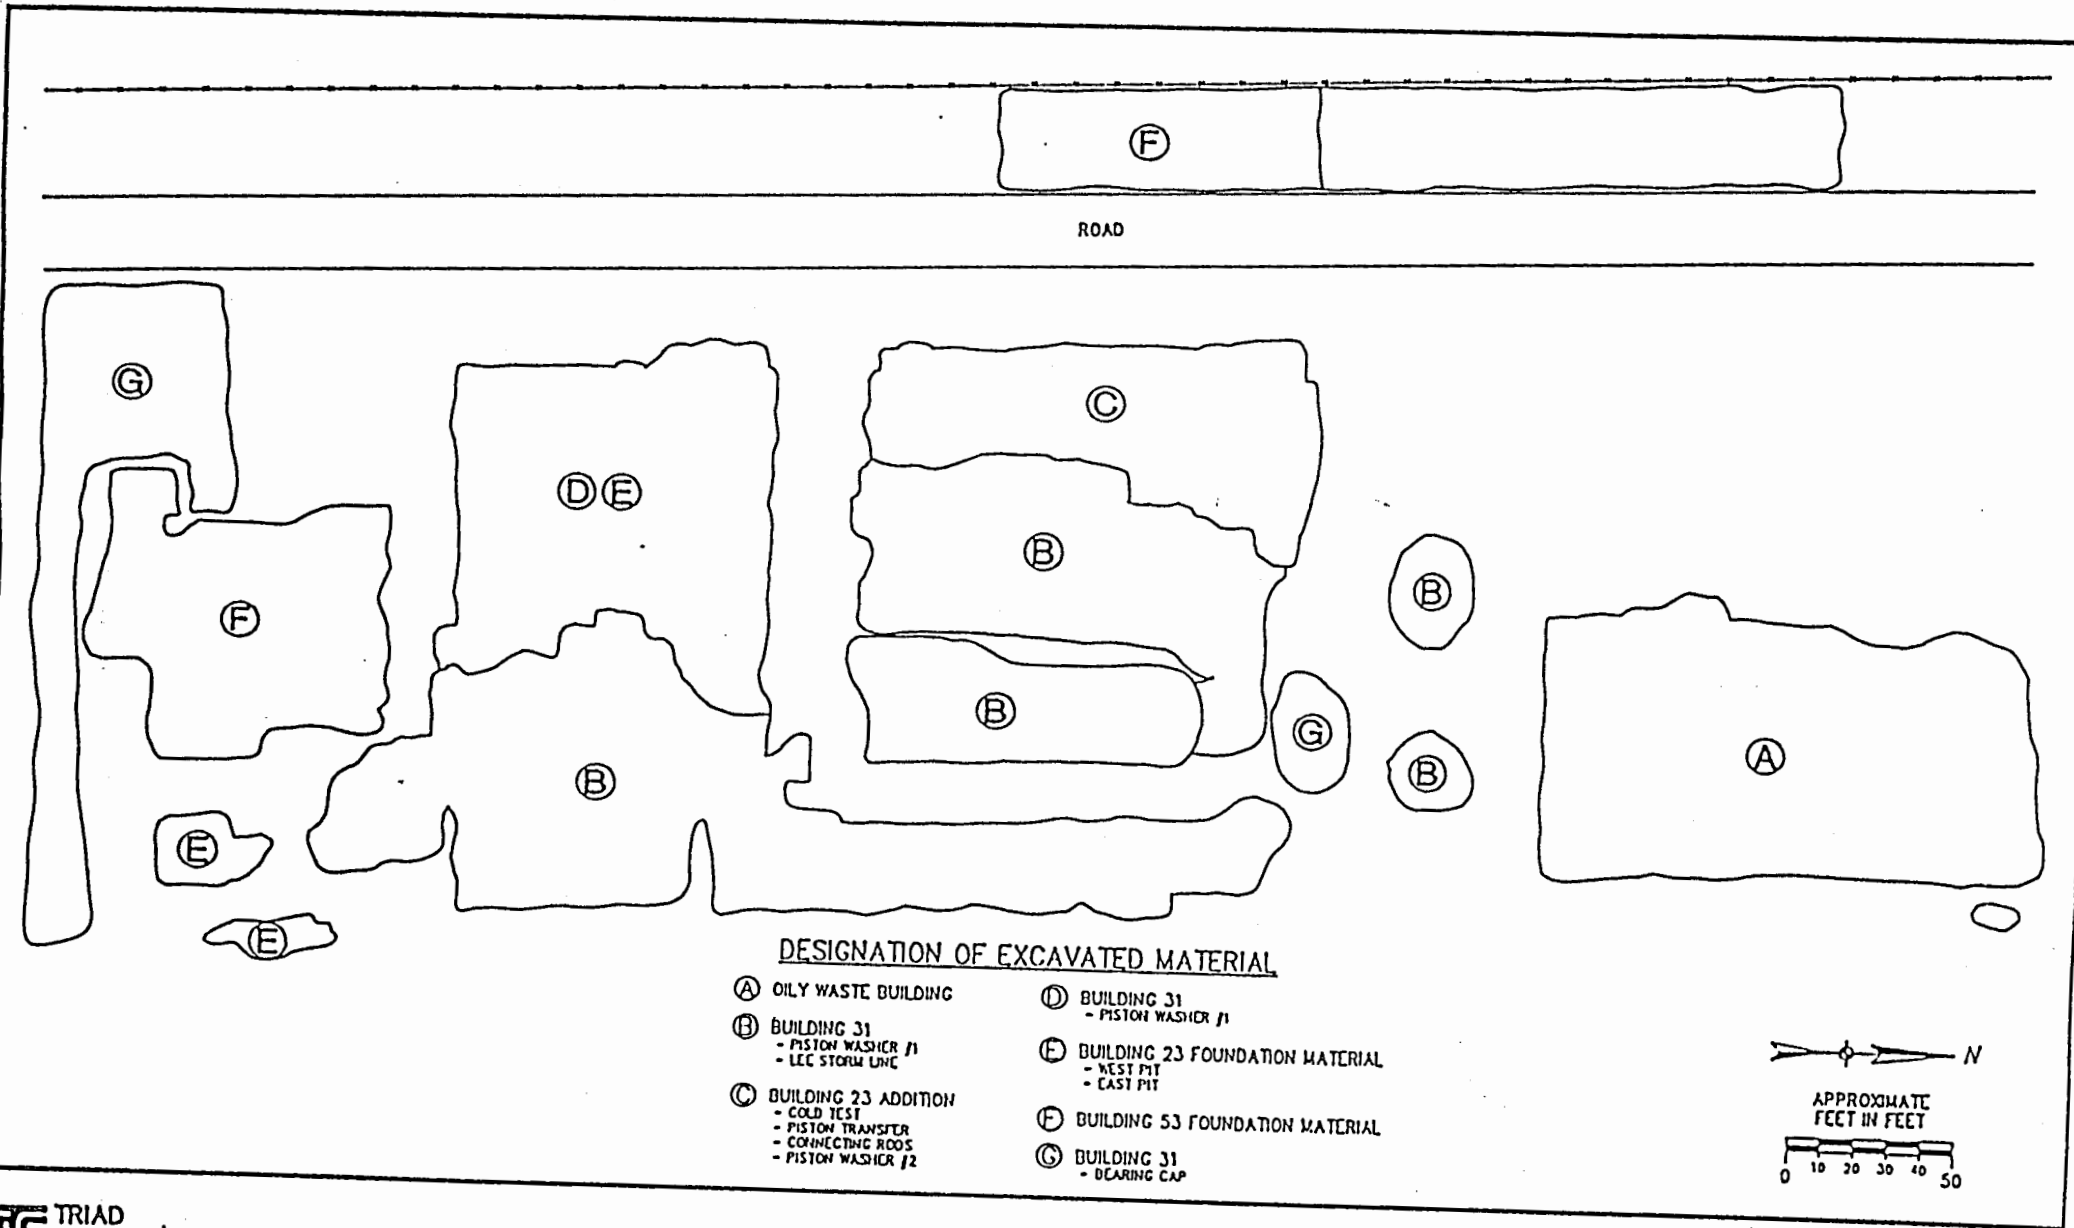 F
ROAD
G
C
D E
B
B
F
G
B
B
A
B
E
E
DESIGNATION OF EXCAVATED MATERIAL
A OILY WASTE BUILDING
B BUILDING 31
- PISTON WASHER #1
- LEE STORM LINE
C BUILDING 23 ADDITION
- COLD TEST
- PISTON TRANSFER
- CONNECTING RODS
- PISTON WASHER #2
D BUILDING 31
- PISTON WASHER #1
E BUILDING 23 FOUNDATION MATERIAL
- WEST PIT
- EAST PIT
F BUILDING 53 FOUNDATION MATERIAL
G BUILDING 31
- BEARING CAP
N
APPROXIMATE
FEET IN FEET
0 10 20 30 40 50
TRIAD